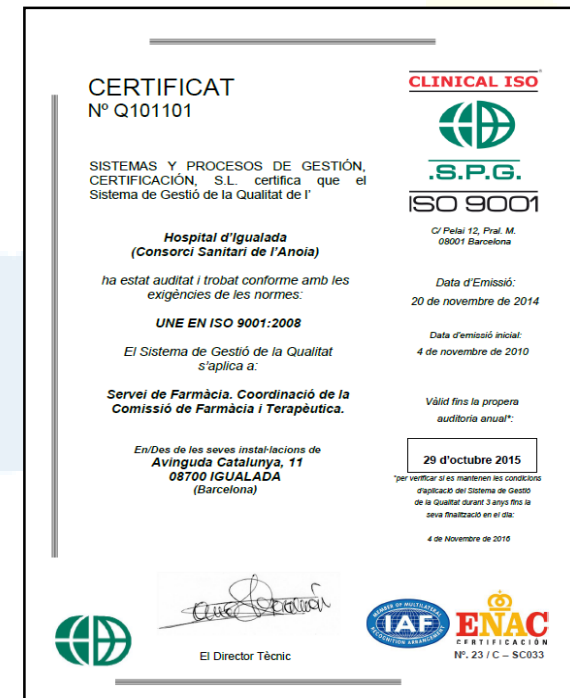 CERTIFICAT
Nº Q101101
SISTEMAS Y PROCESOS DE GESTIÓN,
CERTIFICACIÓN, S.L. certifica que el
Sistema de Gestió de la Qualitat de l'
Hospital d'Igualada
(Consorci Sanitari de l'Anoia)
ha estat auditat i trobat conforme amb les
exigències de les normes:
UNE EN ISO 9001:2008
El Sistema de Gestió de la Qualitat
s'aplica a:
Servei de Farmàcia. Coordinació de la
Comissió de Farmàcia i Terapèutica.
En/Des de les seves instal·lacions de
Avinguda Catalunya, 11
08700 IGUALADA
(Barcelona)
CLINICAL ISO
.S.P.G.
ISO 9001
C/ Pelai 12, Pral. M.
08001 Barcelona
Data d'Emissió:
20 de novembre de 2014
Data d'emissió inicial:
4 de novembre de 2010
Vàlid fins la propera
auditoria anual*:
29 d'octubre 2015
*per verificar si es mantenen les condicions
d'aplicació del Sistema de Gestió
de la Qualitat durant 3 anys fins la
seva finalització en el dia:
4 de Novembre de 2016
El Director Tècnic
MEMBER OF MULTILATERAL
RECOGNITION ARRANGEMENT
IAF
ENAC
CERTIFICACIÓN
Nº. 23 / C – SC033